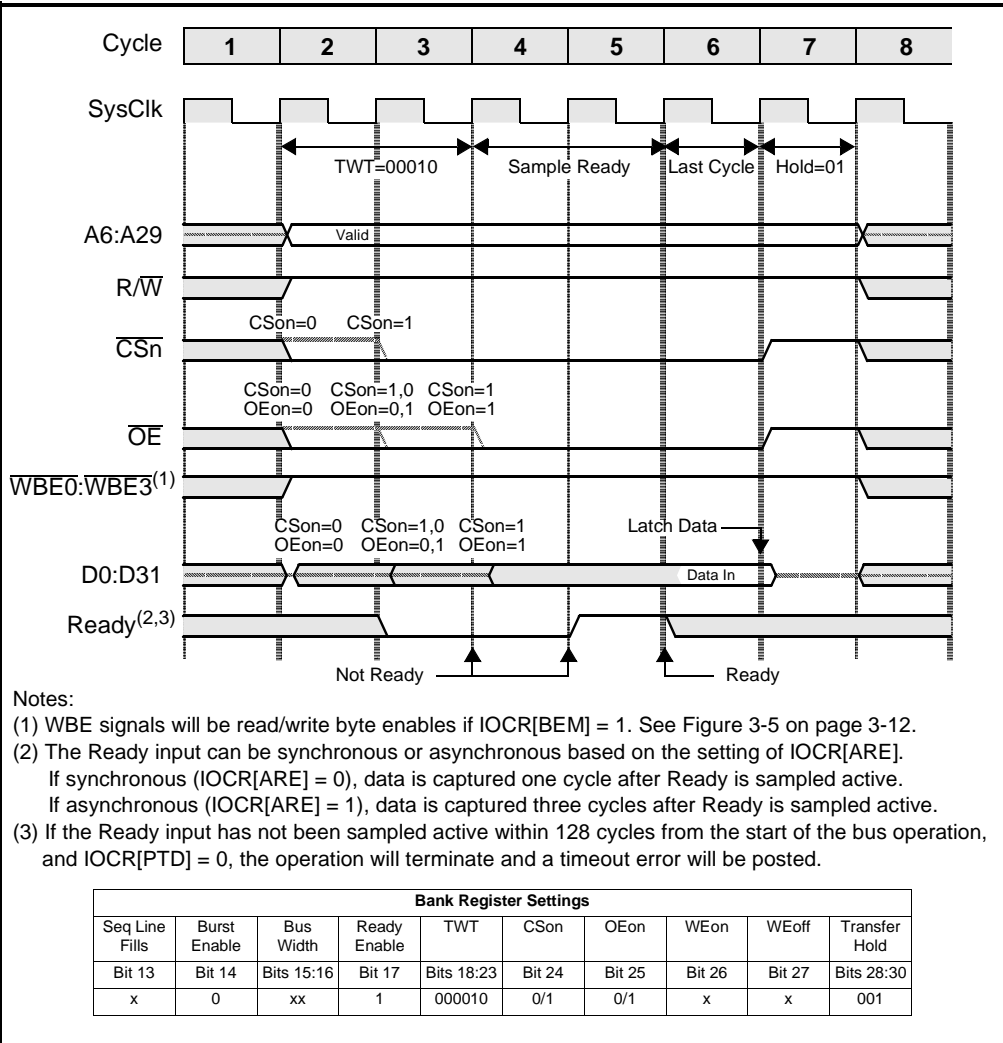 Cycle 1 2 3 4 5 6 7 8
SysClk
TWT=00010 Sample Ready Last Cycle Hold=01
A6:A29 Valid
R/W
CSon=0 CSon=1
CSn
CSon=0 CSon=1,0 CSon=1
OEon=0 OEon=0,1 OEon=1
OE
WBE0:WBE3(1)
CSon=0 CSon=1,0 CSon=1 Latch Data
OEon=0 OEon=0,1 OEon=1
D0:D31 Data In
Ready(2,3)
Not Ready Ready
Notes:
(1) WBE signals will be read/write byte enables if IOCR[BEM] = 1. See Figure 3-5 on page 3-12.
(2) The Ready input can be synchronous or asynchronous based on the setting of IOCR[ARE].
If synchronous (IOCR[ARE] = 0), data is captured one cycle after Ready is sampled active.
If asynchronous (IOCR[ARE] = 1), data is captured three cycles after Ready is sampled active.
(3) If the Ready input has not been sampled active within 128 cycles from the start of the bus operation,
and IOCR[PTD] = 0, the operation will terminate and a timeout error will be posted.
Bank Register Settings
Seq Line Burst Bus Ready TWT CSon OEon WEon WEoff Transfer
Fills Enable Width Enable Hold
Bit 13 Bit 14 Bits 15:16 Bit 17 Bits 18:23 Bit 24 Bit 25 Bit 26 Bit 27 Bits 28:30
x 0 xx 1 000010 0/1 0/1 x x 001